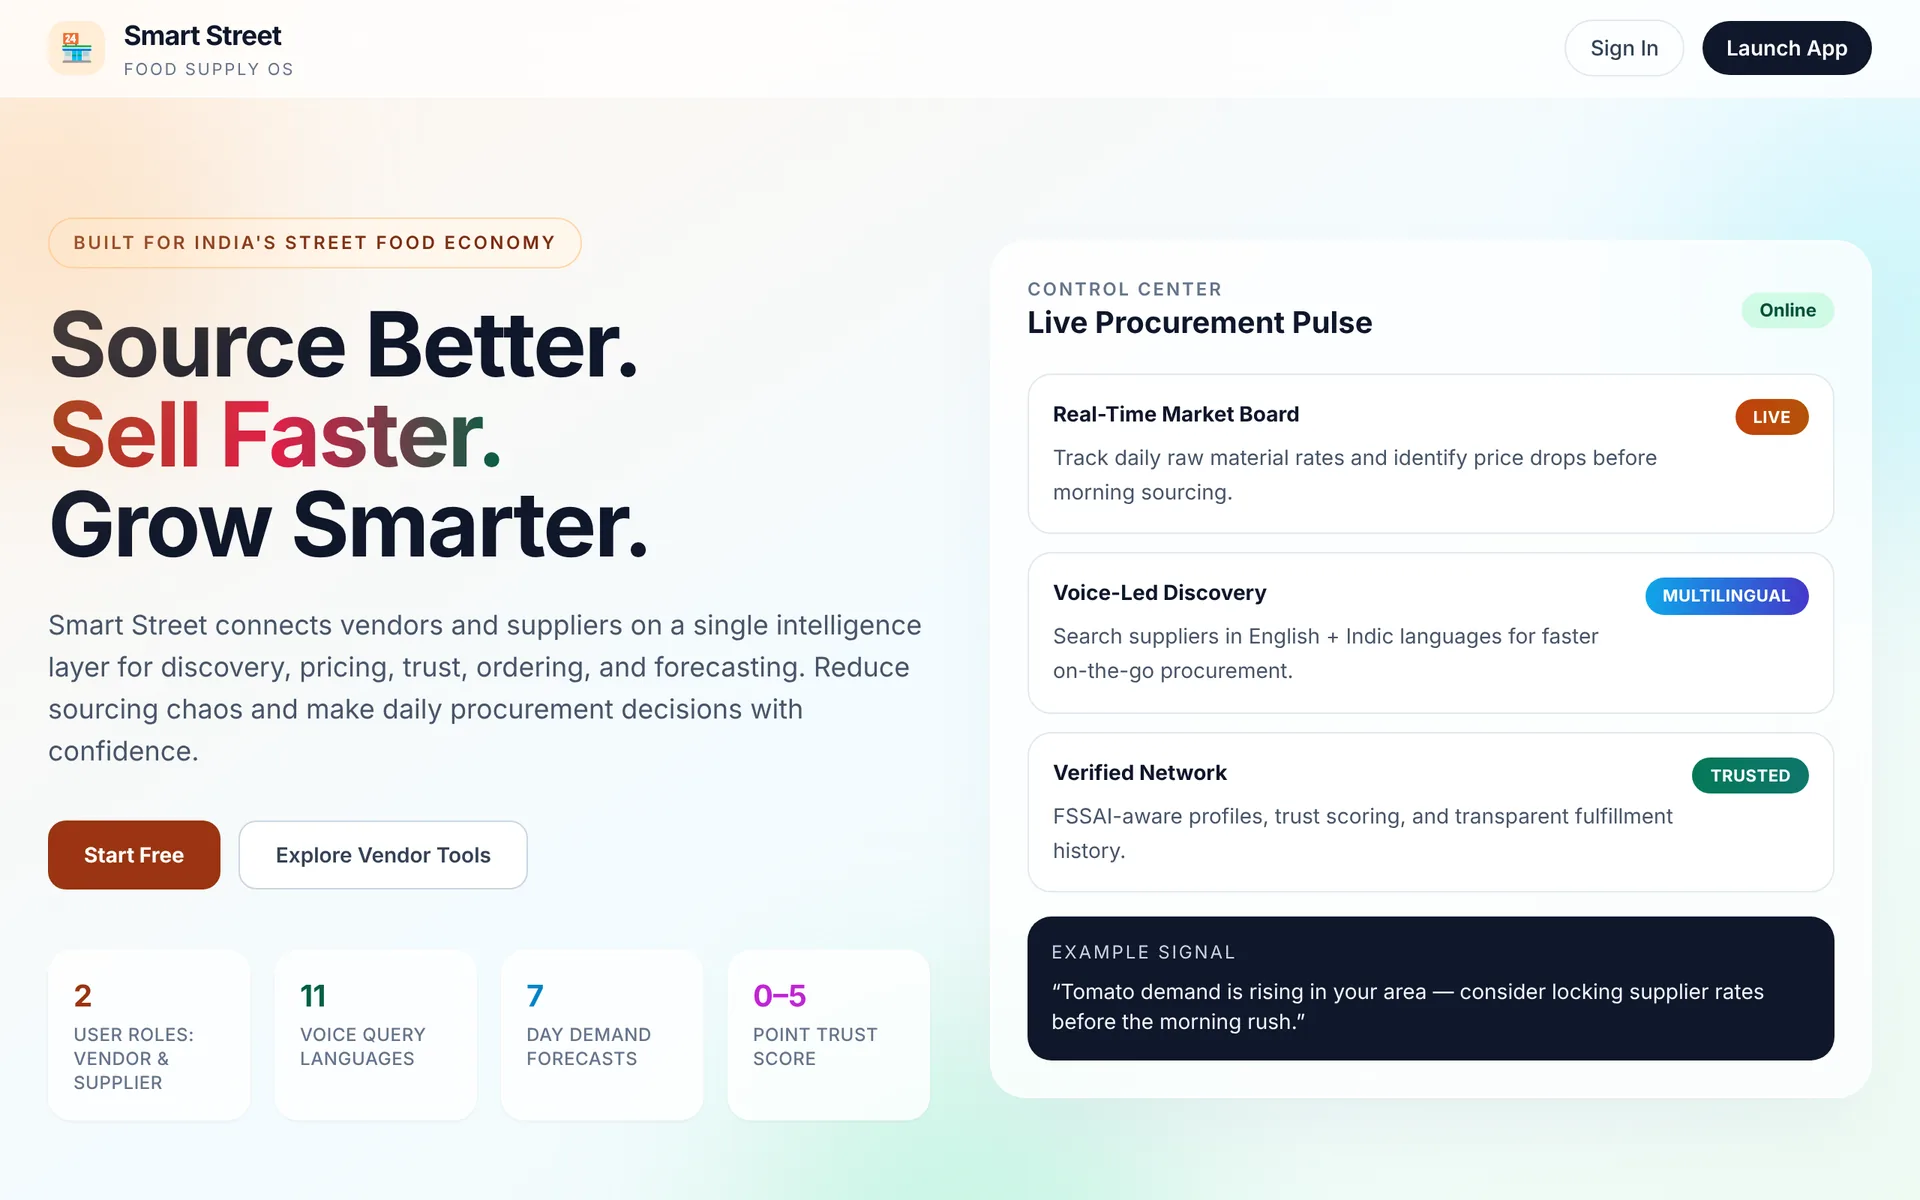 24
Smart Street
FOOD SUPPLY OS
Sign In
Launch App
BUILT FOR INDIA'S STREET FOOD ECONOMY
Source Better.
Sell Faster.
Grow Smarter.
Smart Street connects vendors and suppliers on a single intelligence
layer for discovery, pricing, trust, ordering, and forecasting. Reduce
sourcing chaos and make daily procurement decisions with
confidence.
Start Free
Explore Vendor Tools
2
USER ROLES:
VENDOR &
SUPPLIER
11
VOICE QUERY
LANGUAGES
7
DAY DEMAND
FORECASTS
0–5
POINT TRUST
SCORE
CONTROL CENTER
Live Procurement Pulse
Online
Real-Time Market Board
LIVE
Track daily raw material rates and identify price drops before
morning sourcing.
Voice-Led Discovery
MULTILINGUAL
Search suppliers in English + Indic languages for faster
on-the-go procurement.
Verified Network
TRUSTED
FSSAI-aware profiles, trust scoring, and transparent fulfillment
history.
EXAMPLE SIGNAL
“Tomato demand is rising in your area — consider locking supplier rates
before the morning rush.”